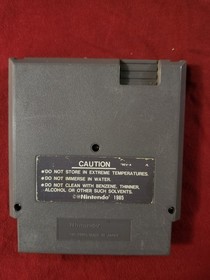 CAUTION
●DO NOT STORE IN EXTREME TEMPERATURES.
●DO NOT IMMERSE IN WATER.
●DO NOT CLEAN WITH BENZENE, THINNER,
ALCOHOL OR OTHER SUCH SOLVENTS.
©Nintendo 1985